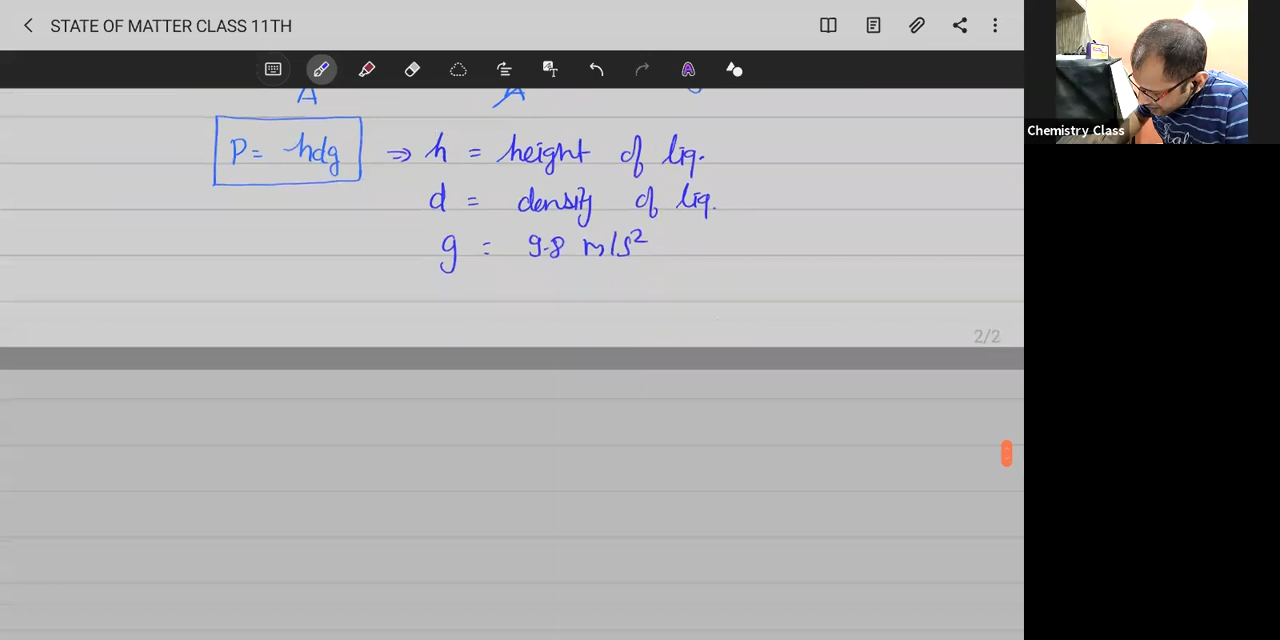 STATE OF MATTER CLASS 11TH
Chemistry Class
A A
P = hdg ⇒ h = height of liq.
d = density of liq.
g = 9.8 m/s²
2/2